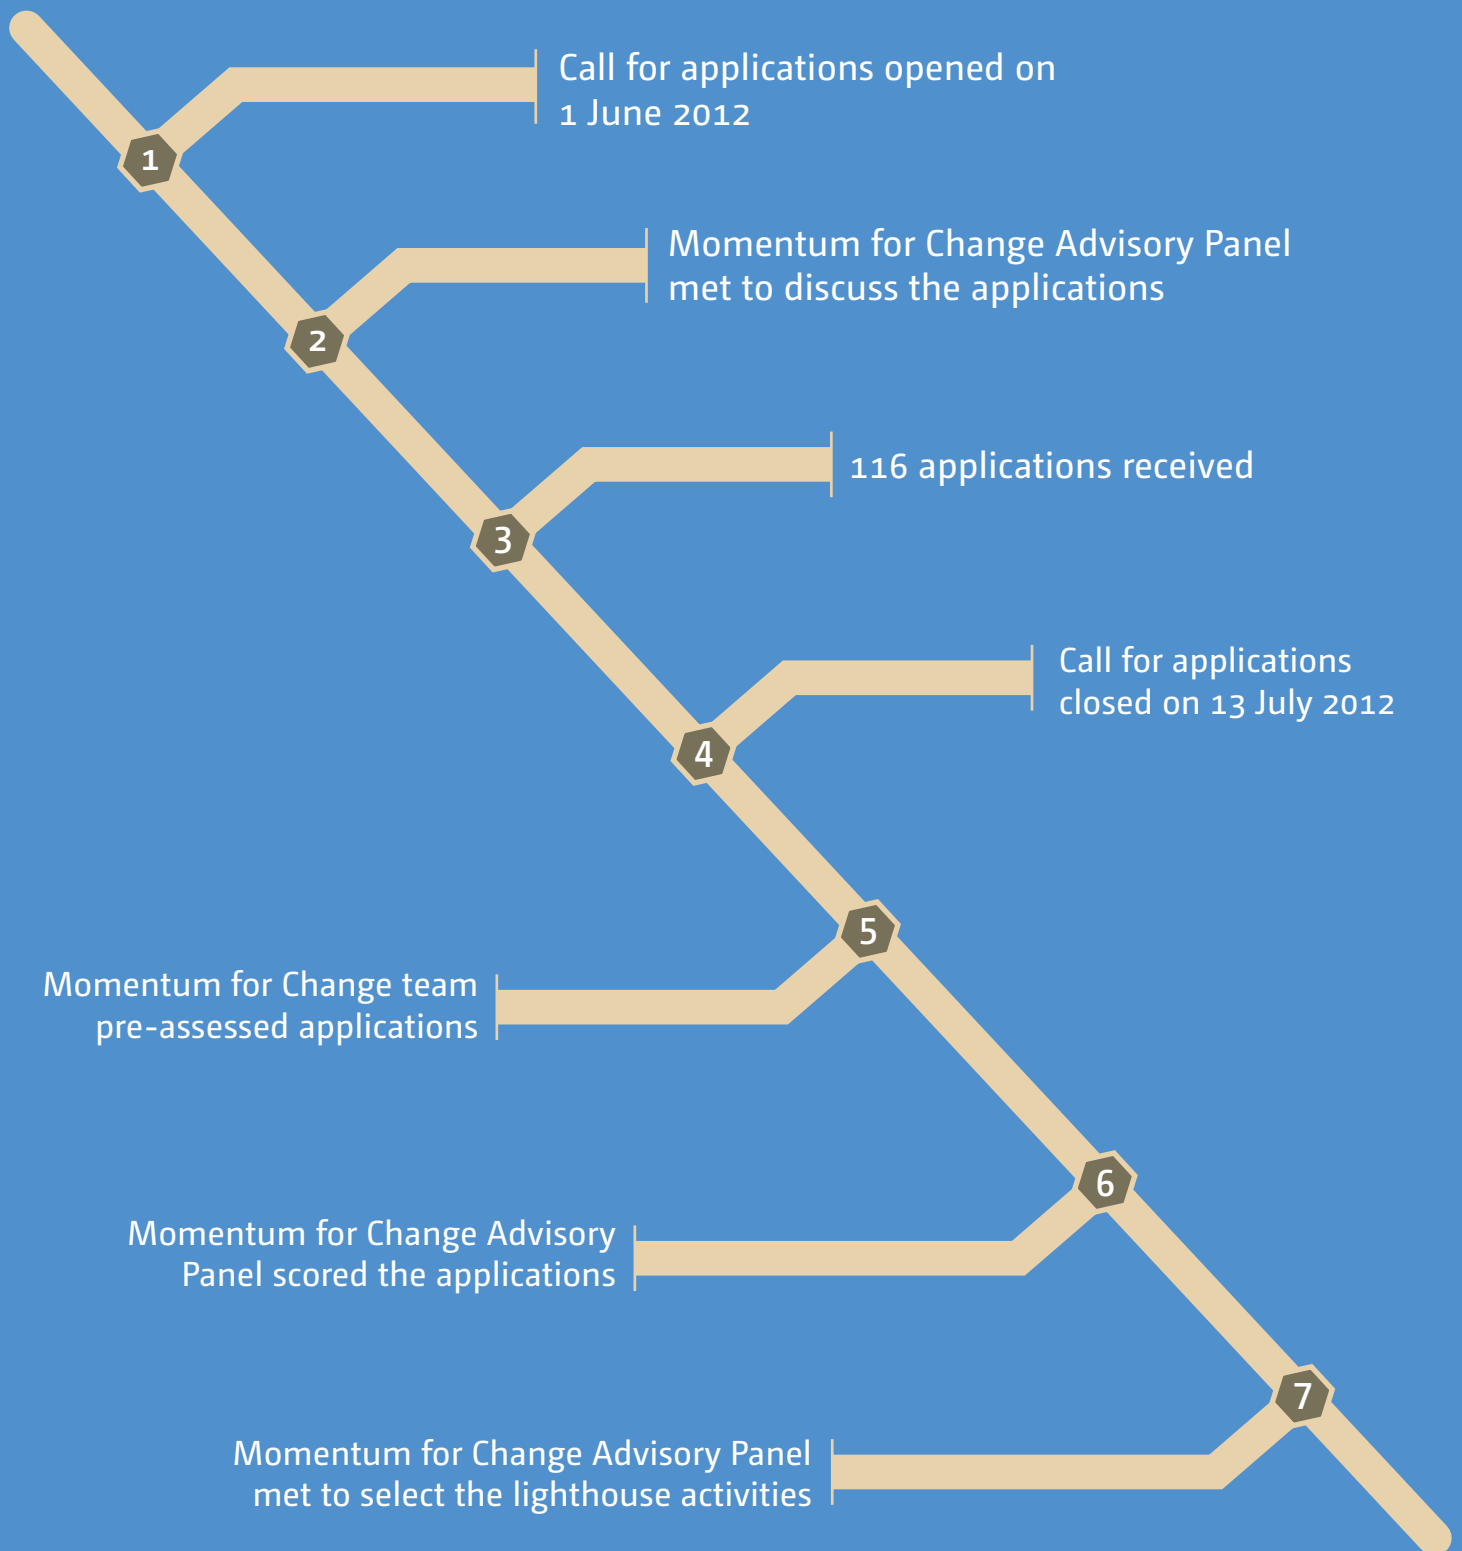 Call for applications opened on
1 June 2012
1
Momentum for Change Advisory Panel
met to discuss the applications
2
116 applications received
3
Call for applications
closed on 13 July 2012
4
5
Momentum for Change team
pre-assessed applications
6
Momentum for Change Advisory
Panel scored the applications
7
Momentum for Change Advisory Panel
met to select the lighthouse activities